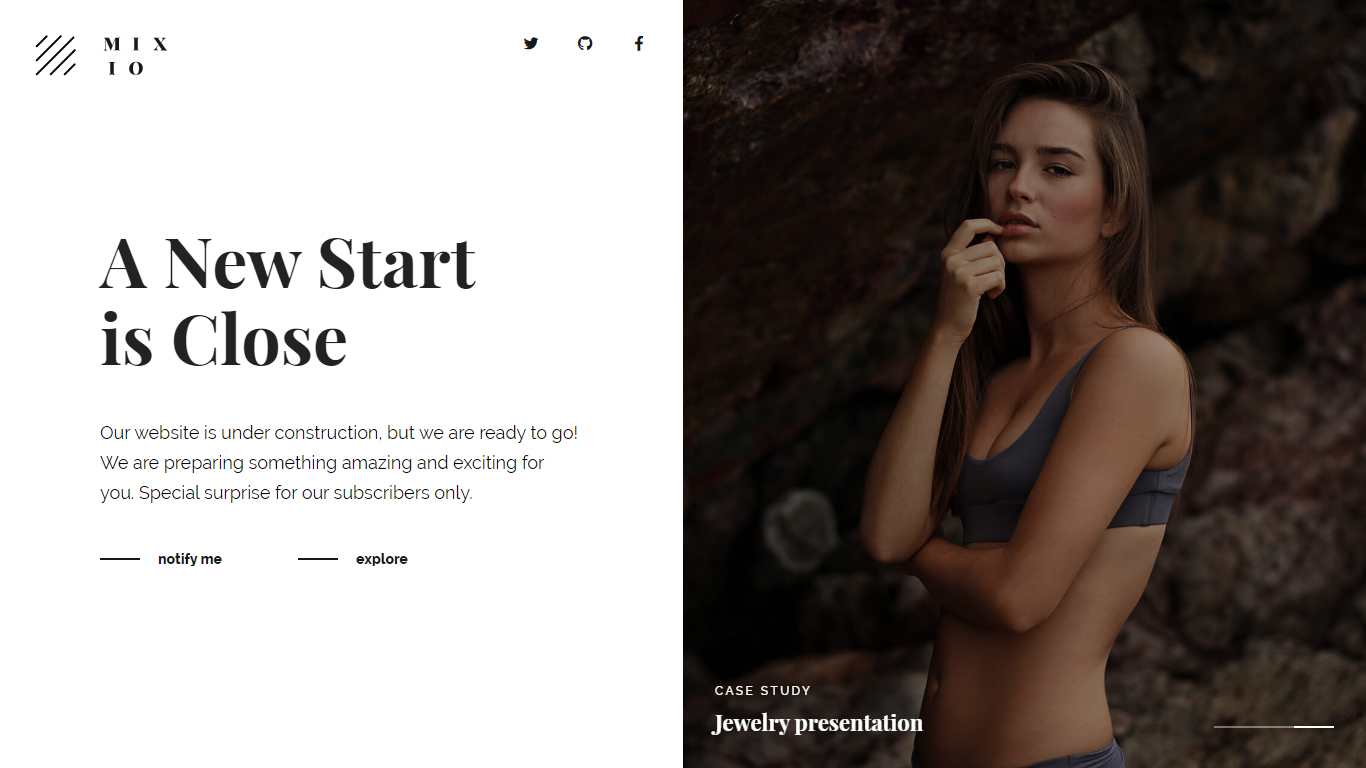 MIX
IO
A New Start
is Close
Our website is under construction, but we are ready to go!
We are preparing something amazing and exciting for
you. Special surprise for our subscribers only.
notify me
explore
CASE STUDY
Jewelry presentation